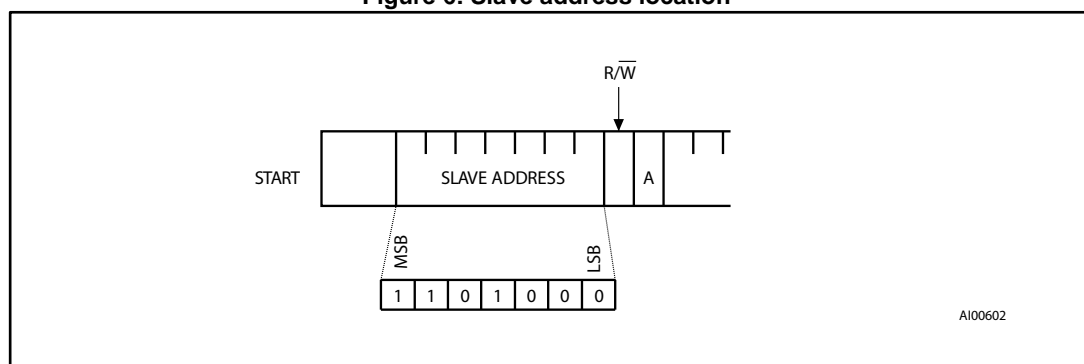 Figure 6. Slave address location
R/W̅
START
SLAVE ADDRESS
A
MSB
LSB
1 1 0 1 0 0 0
AI00602